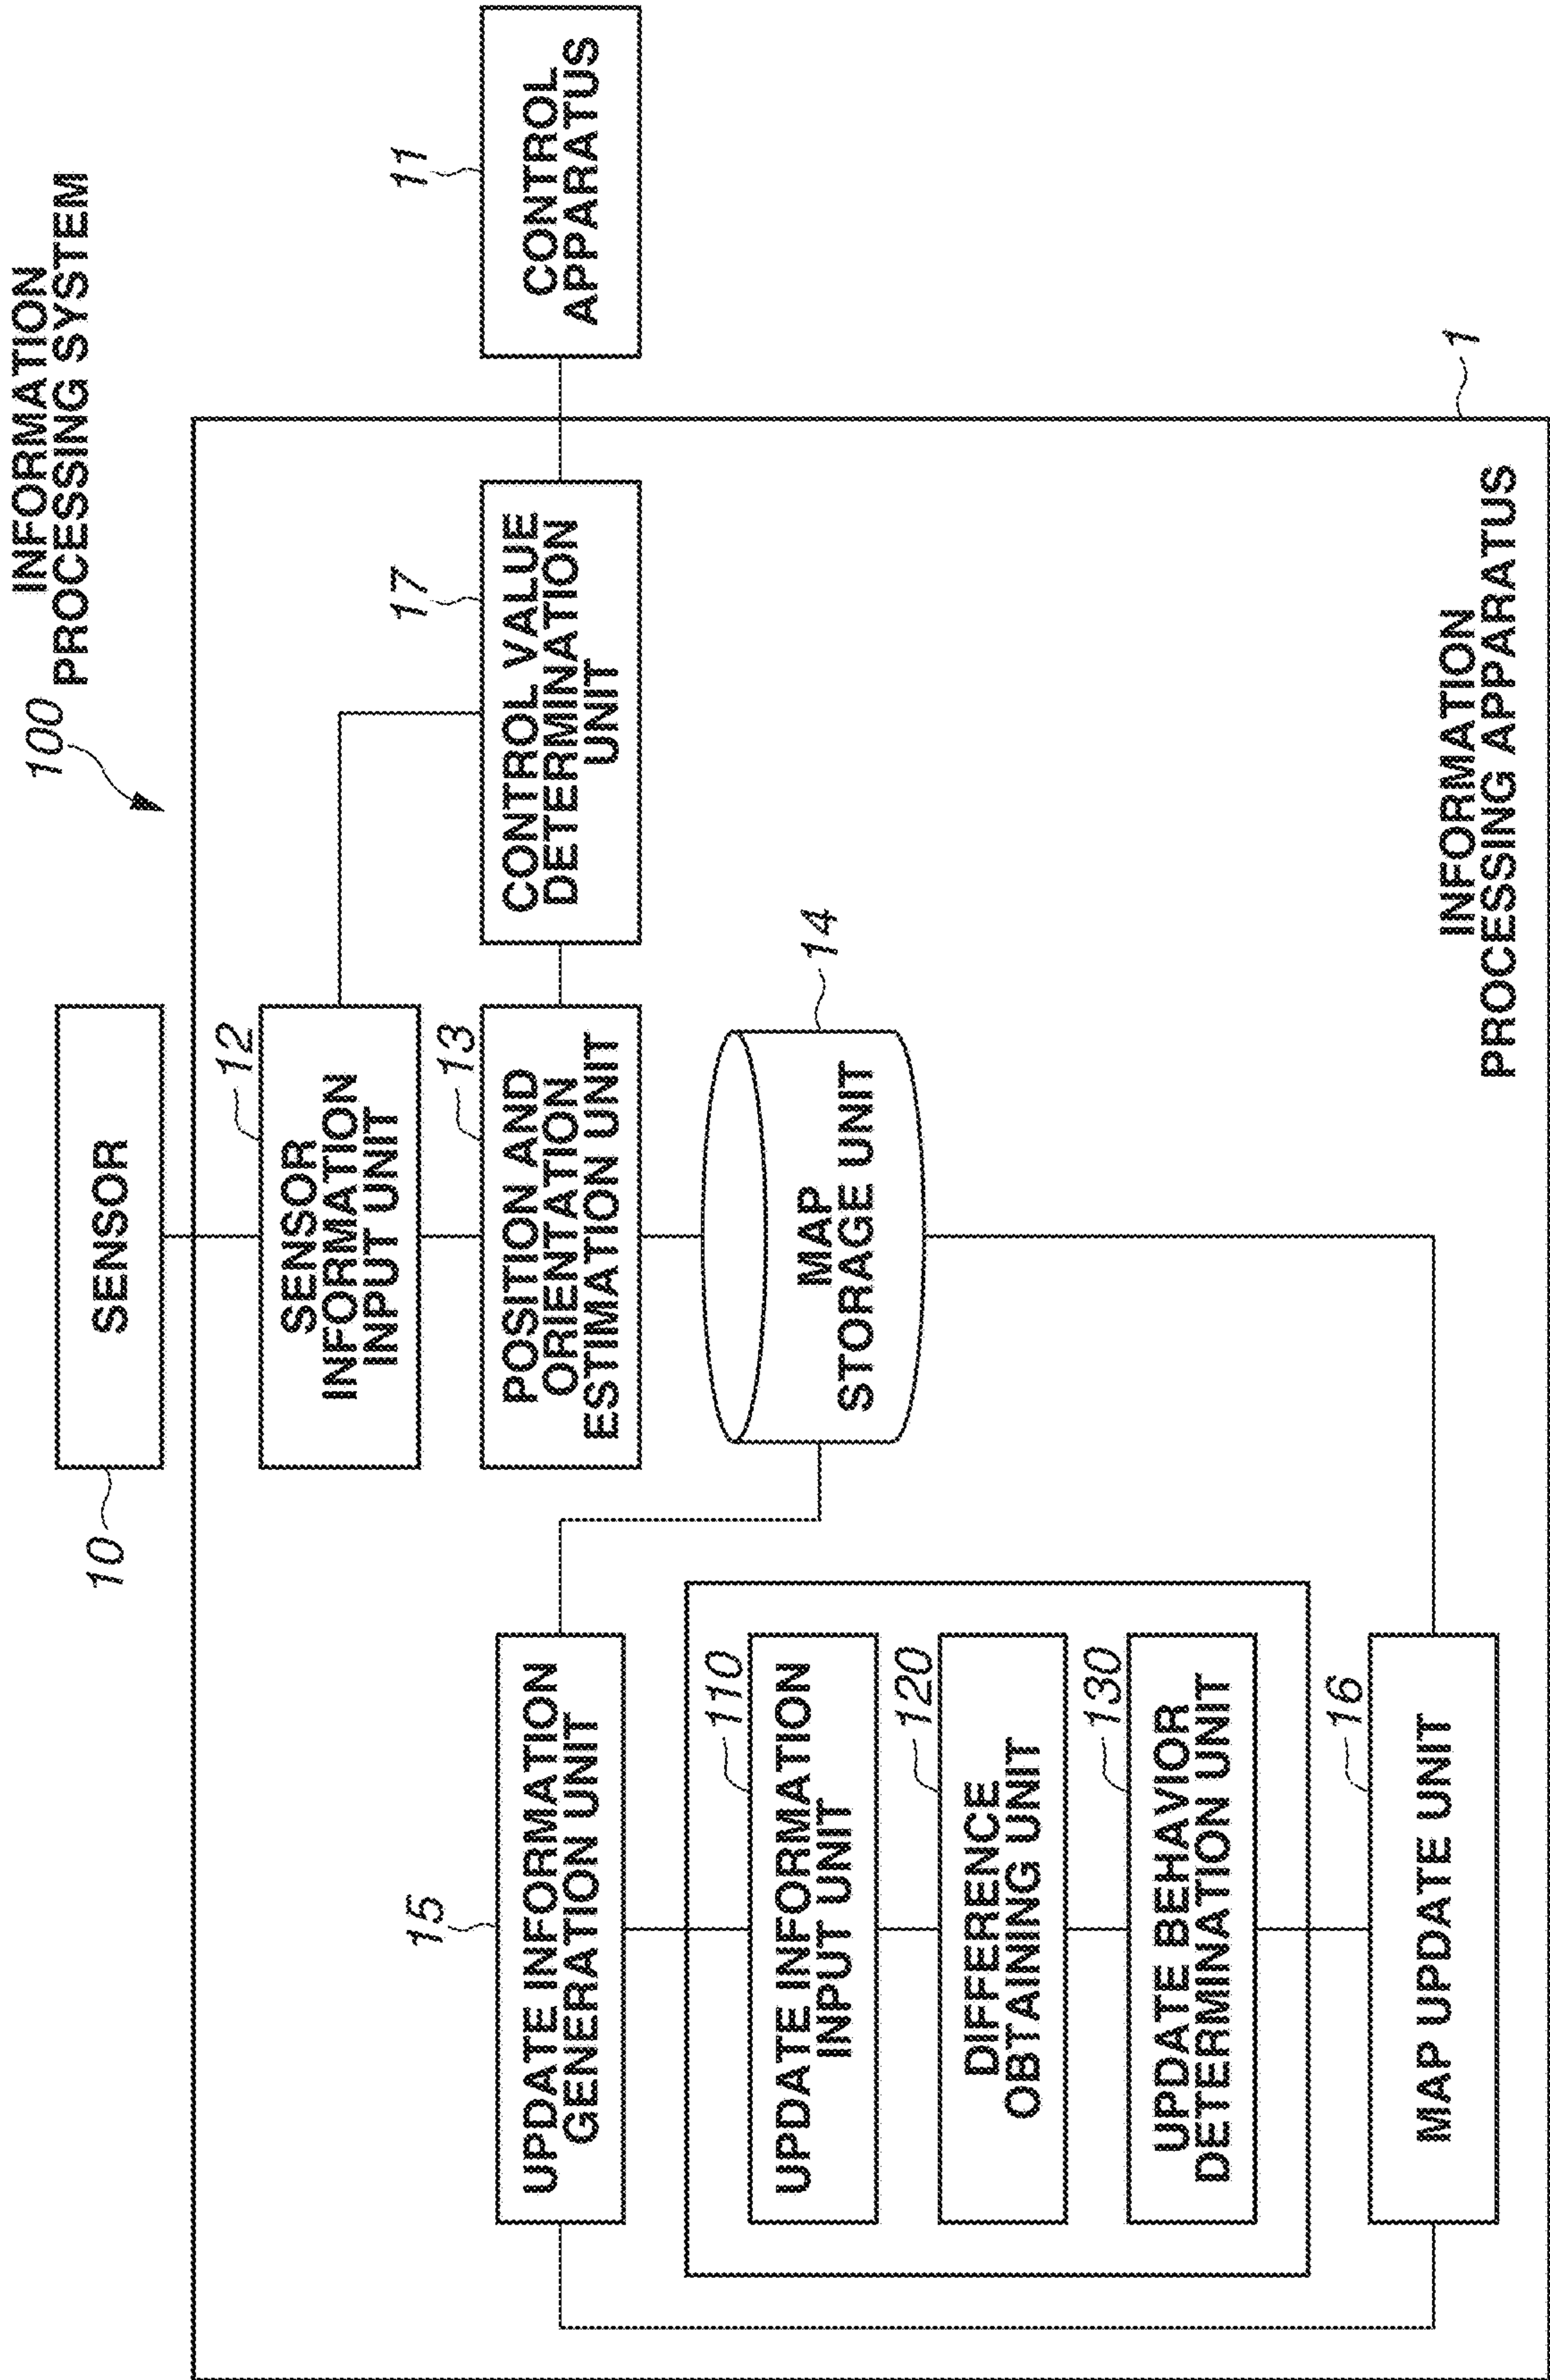 INFORMATION
PROCESSING SYSTEM
100
10
SENSOR
12
SENSOR
INFORMATION
INPUT UNIT
11
CONTROL
APPARATUS
17
CONTROL VALUE
DETERMINATION
UNIT
13
POSITION AND
ORIENTATION
ESTIMATION UNIT
15
UPDATE INFORMATION
GENERATION UNIT
14
MAP
STORAGE UNIT
110
UPDATE INFORMATION
INPUT UNIT
120
DIFFERENCE
OBTAINING UNIT
130
UPDATE BEHAVIOR
DETERMINATION UNIT
16
MAP UPDATE UNIT
1
INFORMATION
PROCESSING APPARATUS